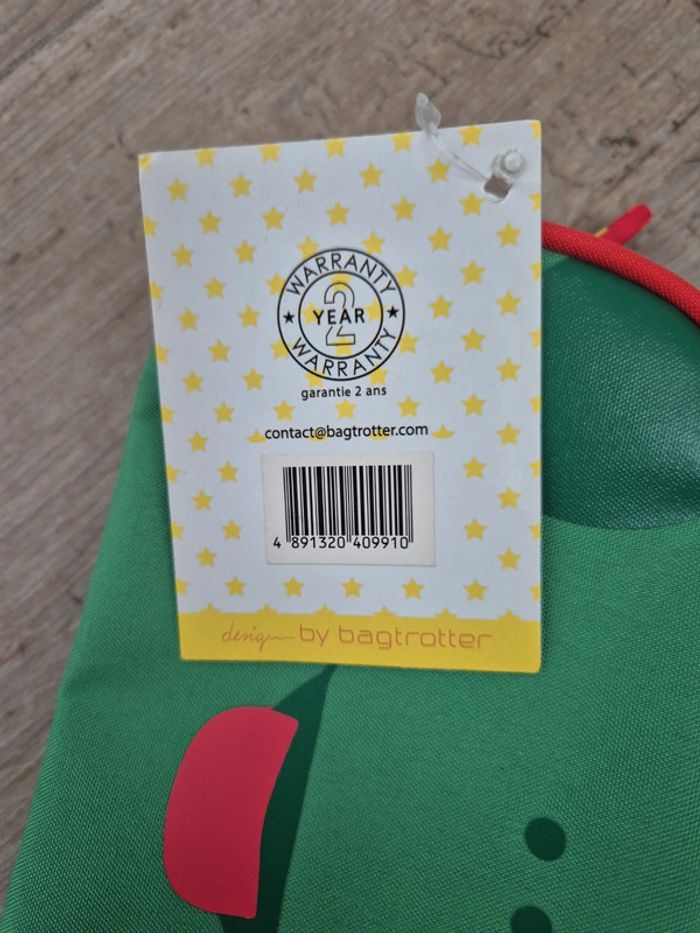 WARRANTY
2
YEAR
WARRANTY
garantie 2 ans
contact@bagtrotter.com
4 891320 409910
design by bagtrotter